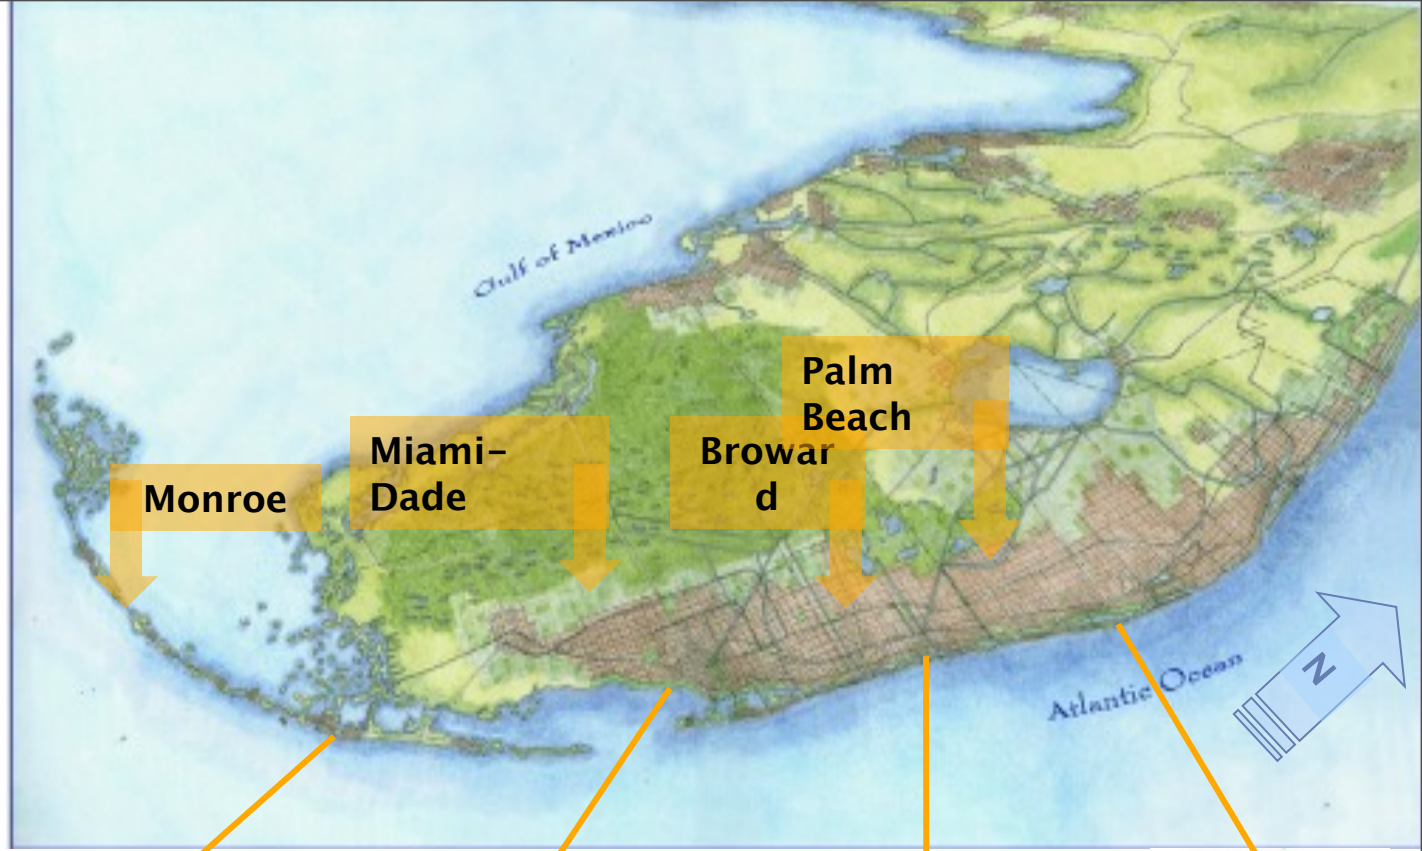 Gulf of Mexico
Palm
Beach
Miami-
Dade
Browar
d
Monroe
Atlantic Ocean
N